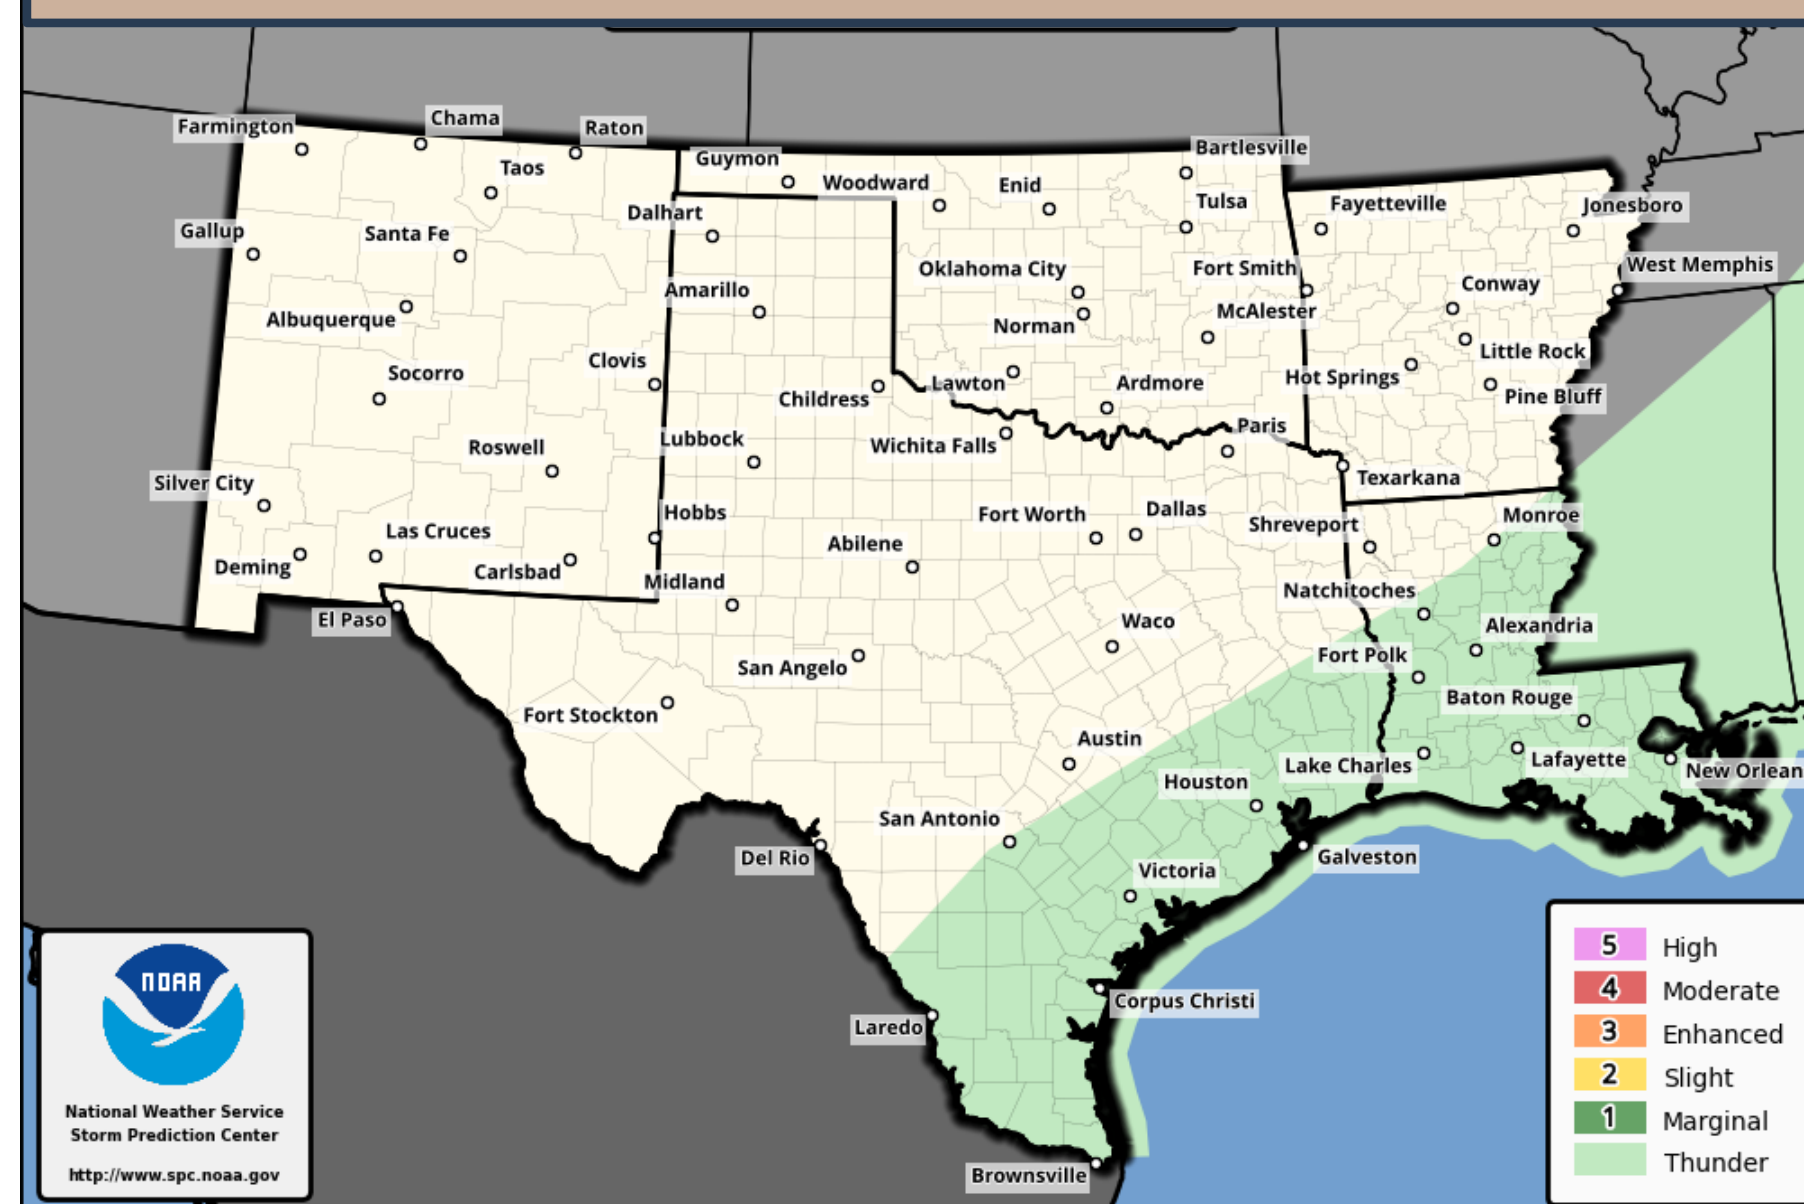 Farmington
Chama
Raton
Taos
Guymon
Woodward
Enid
Bartlesville
Tulsa
Fayetteville
Jonesboro
Gallup
Santa Fe
Dalhart
Oklahoma City
Fort Smith
West Memphis
Conway
Albuquerque
Amarillo
Norman
McAlester
Little Rock
Socorro
Clovis
Childress
Lawton
Ardmore
Hot Springs
Pine Bluff
Roswell
Lubbock
Wichita Falls
Paris
Texarkana
Silver City
Las Cruces
Hobbs
Abilene
Fort Worth
Dallas
Shreveport
Monroe
Deming
Carlsbad
Midland
Natchitoches
El Paso
San Angelo
Waco
Alexandria
Fort Polk
Fort Stockton
Austin
Baton Rouge
Houston
Lake Charles
Lafayette
New Orlean
San Antonio
Del Rio
Victoria
Galveston
Corpus Christi
Laredo
Brownsville
NOAA
National Weather Service
Storm Prediction Center
http://www.spc.noaa.gov
5 High
4 Moderate
3 Enhanced
2 Slight
1 Marginal
Thunder